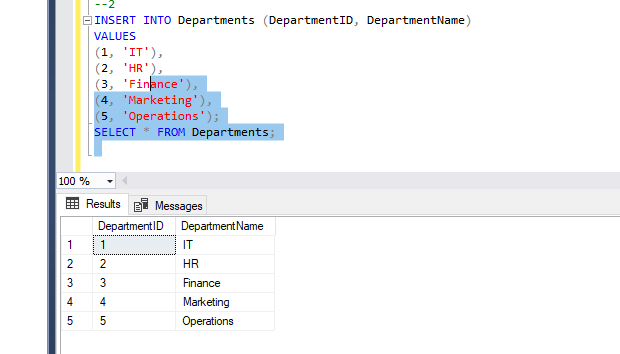 --2
INSERT INTO Departments (DepartmentID, DepartmentName)
VALUES
(1, 'IT'),
(2, 'HR'),
(3, 'Finance'),
(4, 'Marketing'),
(5, 'Operations');
SELECT * FROM Departments;
100 %
Results Messages
DepartmentID DepartmentName
1 1 IT
2 2 HR
3 3 Finance
4 4 Marketing
5 5 Operations